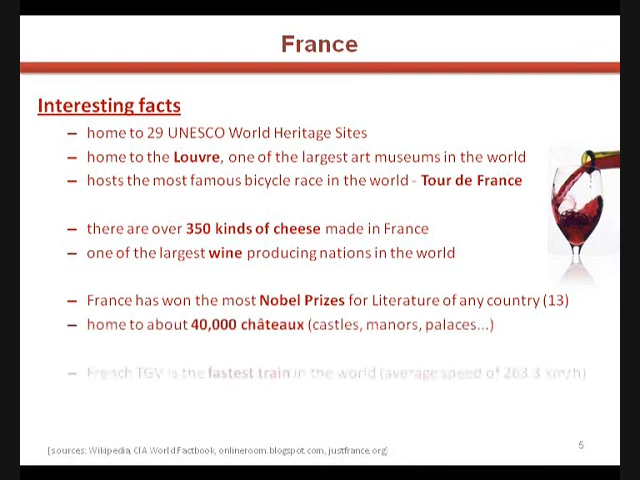 France
Interesting facts
– home to 29 UNESCO World Heritage Sites
– home to the Louvre, one of the largest art museums in the world
– hosts the most famous bicycle race in the world - Tour de France
– there are over 350 kinds of cheese made in France
– one of the largest wine producing nations in the world
– France has won the most Nobel Prizes for Literature of any country (13)
– home to about 40,000 châteaux (castles, manors, palaces...)
– French TGV is the fastest train in the world (average speed of 263.3 km/h)
[sources: Wikipedia, CIA World Factbook, onlineroom.blogspot.com, justfrance.org]
5